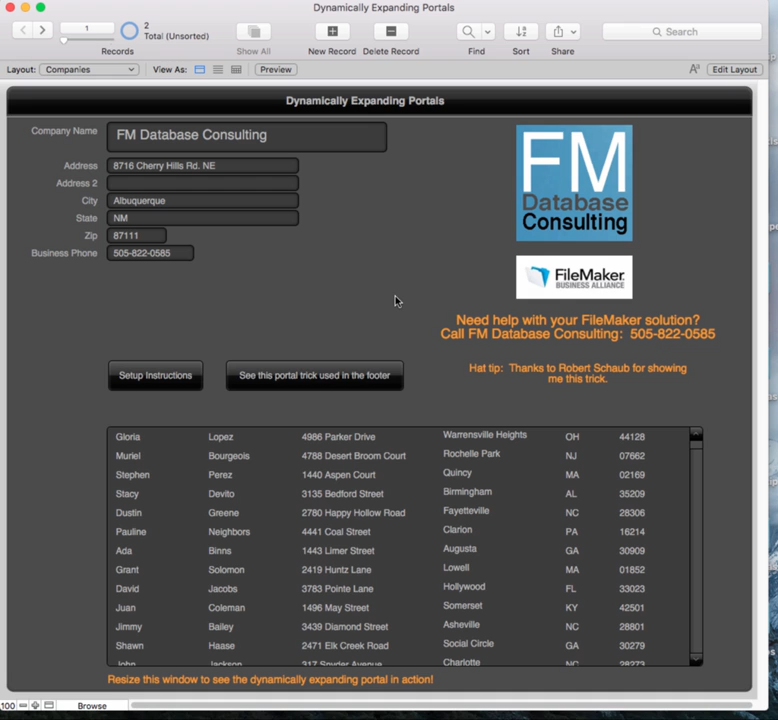 Dynamically Expanding Portals
1
2
Total (Unsorted)
Records
Show All
New Record
Delete Record
Find
Sort
Share
Search
Layout:
Companies
View As:
Preview
Edit Layout
Dynamically Expanding Portals
Company Name
FM Database Consulting
Address
8716 Cherry Hills Rd. NE
Address 2
City
Albuquerque
State
NM
Zip
87111
Business Phone
505-822-0585
FM
Database
Consulting
FileMaker
BUSINESS ALLIANCE
Need help with your FileMaker solution?
Call FM Database Consulting: 505-822-0585
Setup Instructions
See this portal trick used in the footer
Hat tip: Thanks to Robert Schaub for showing
me this trick.
Gloria Lopez 4986 Parker Drive Warrensville Heights OH 44128
Muriel Bourgeois 4788 Desert Broom Court Rochelle Park NJ 07662
Stephen Perez 1440 Aspen Court Quincy MA 02169
Stacy Devito 3135 Bedford Street Birmingham AL 35209
Dustin Greene 2780 Happy Hollow Road Fayetteville NC 28306
Pauline Neighbors 4441 Coal Street Clarion PA 16214
Ada Binns 1443 Limer Street Augusta GA 30909
Grant Solomon 2419 Huntz Lane Lowell MA 01852
David Jacobs 3783 Pointe Lane Hollywood FL 33023
Juan Coleman 1496 May Street Somerset KY 42501
Jimmy Bailey 3439 Diamond Street Asheville NC 28801
Shawn Haase 2471 Elk Creek Road Social Circle GA 30279
John Jackson 317 Snyder Avenue Charlotte NC 28273
Resize this window to see the dynamically expanding portal in action!
100
Browse